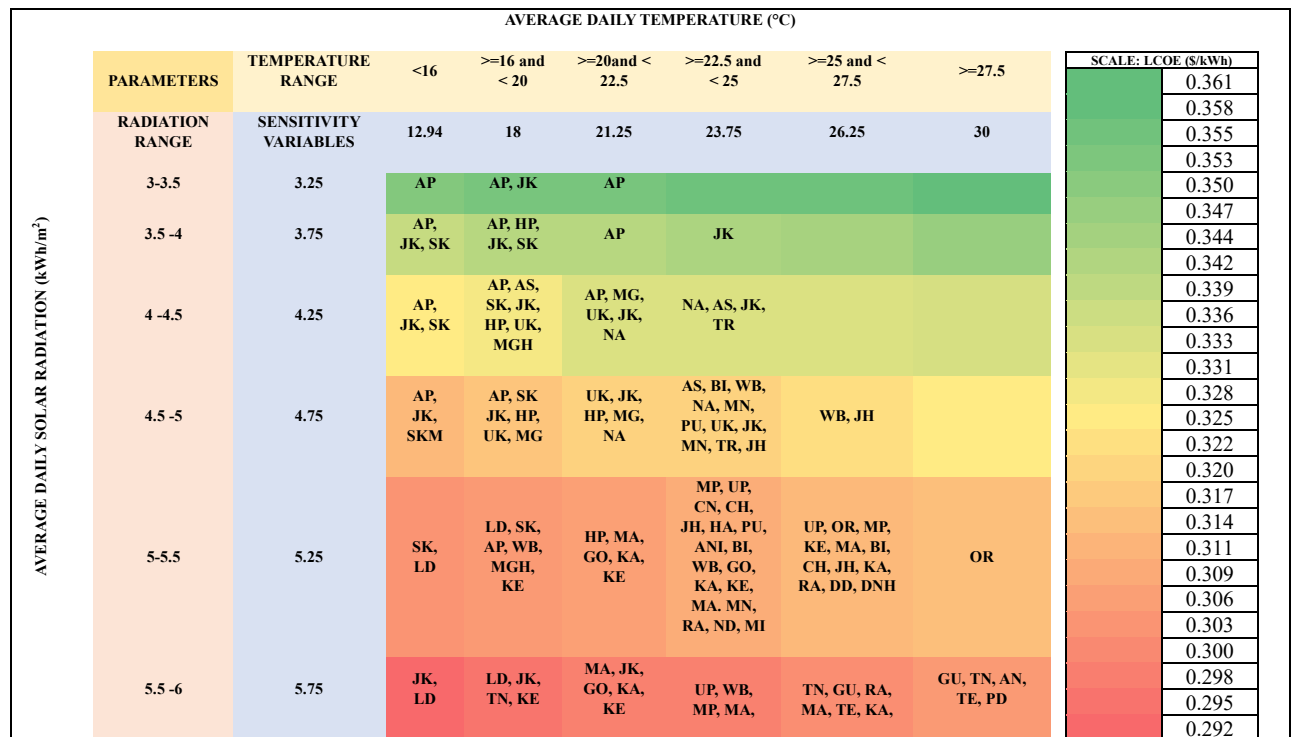 AVERAGE DAILY TEMPERATURE (°C)
PARAMETERS
TEMPERATURE
RANGE
<16
>=16 and
< 20
>=20and <
22.5
>=22.5 and
< 25
>=25 and <
27.5
>=27.5
RADIATION
RANGE
SENSITIVITY
VARIABLES
12.94
18
21.25
23.75
26.25
30
AVERAGE DAILY SOLAR RADIATION (kWh/m²)
3-3.5
3.25
AP
AP, JK
AP
3.5 -4
3.75
AP,
JK, SK
AP, HP,
JK, SK
AP
JK
4 -4.5
4.25
AP,
JK, SK
AP, AS,
SK, JK,
HP, UK,
MGH
AP, MG,
UK, JK,
NA
NA, AS, JK,
TR
4.5 -5
4.75
AP,
JK,
SKM
AP, SK
JK, HP,
UK, MG
UK, JK,
HP, MG,
NA
AS, BI, WB,
NA, MN,
PU, UK, JK,
MN, TR, JH
WB, JH
5-5.5
5.25
SK,
LD
LD, SK,
AP, WB,
MGH,
KE
HP, MA,
GO, KA,
KE
MP, UP,
CN, CH,
JH, HA, PU,
ANI, BI,
WB, GO,
KA, KE,
MA. MN,
RA, ND, MI
UP, OR, MP,
KE, MA, BI,
CH, JH, KA,
RA, DD, DNH
OR
5.5 -6
5.75
JK,
LD
LD, JK,
TN, KE
MA, JK,
GO, KA,
KE
UP, WB,
MP, MA,
TN, GU, RA,
MA, TE, KA,
GU, TN, AN,
TE, PD
SCALE: LCOE ($/kWh)
0.361
0.358
0.355
0.353
0.350
0.347
0.344
0.342
0.339
0.336
0.333
0.331
0.328
0.325
0.322
0.320
0.317
0.314
0.311
0.309
0.306
0.303
0.300
0.298
0.295
0.292